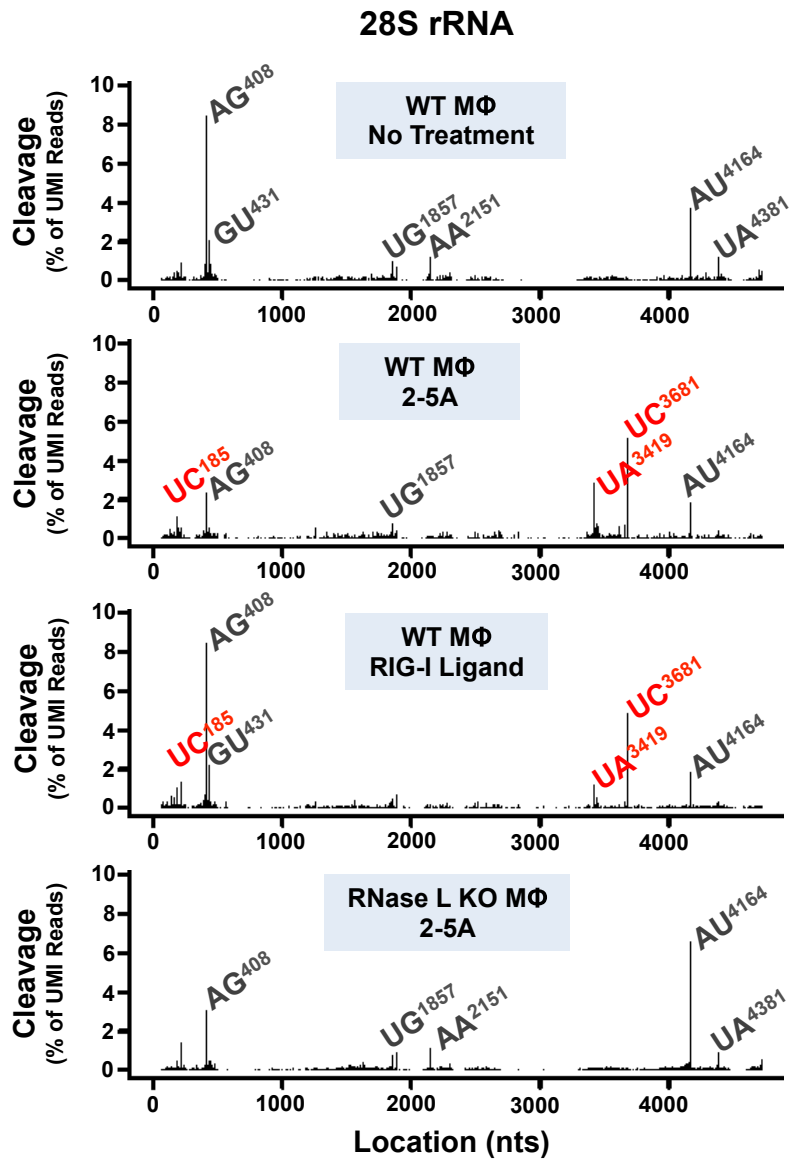 28S rRNA
Cleavage
(% of UMI Reads)
10
8
6
4
2
0
AG⁴⁰⁸
GU⁴³¹
WT MΦ
No Treatment
UG¹⁸⁵⁷
AA²¹⁵¹
AU⁴¹⁶⁴
UA⁴³⁸¹
0 1000 2000 3000 4000
Cleavage
(% of UMI Reads)
10
8
6
4
2
0
WT MΦ
2-5A
UC¹⁸⁵
AG⁴⁰⁸
UG¹⁸⁵⁷
UA³⁴¹⁹
UC³⁶⁸¹
AU⁴¹⁶⁴
0 1000 2000 3000 4000
Cleavage
(% of UMI Reads)
10
8
6
4
2
0
WT MΦ
RIG-I Ligand
UC¹⁸⁵
AG⁴⁰⁸
GU⁴³¹
UA³⁴¹⁹
UC³⁶⁸¹
AU⁴¹⁶⁴
0 1000 2000 3000 4000
Cleavage
(% of UMI Reads)
10
8
6
4
2
0
RNase L KO MΦ
2-5A
AG⁴⁰⁸
UG¹⁸⁵⁷
AA²¹⁵¹
AU⁴¹⁶⁴
UA⁴³⁸¹
0 1000 2000 3000 4000
Location (nts)